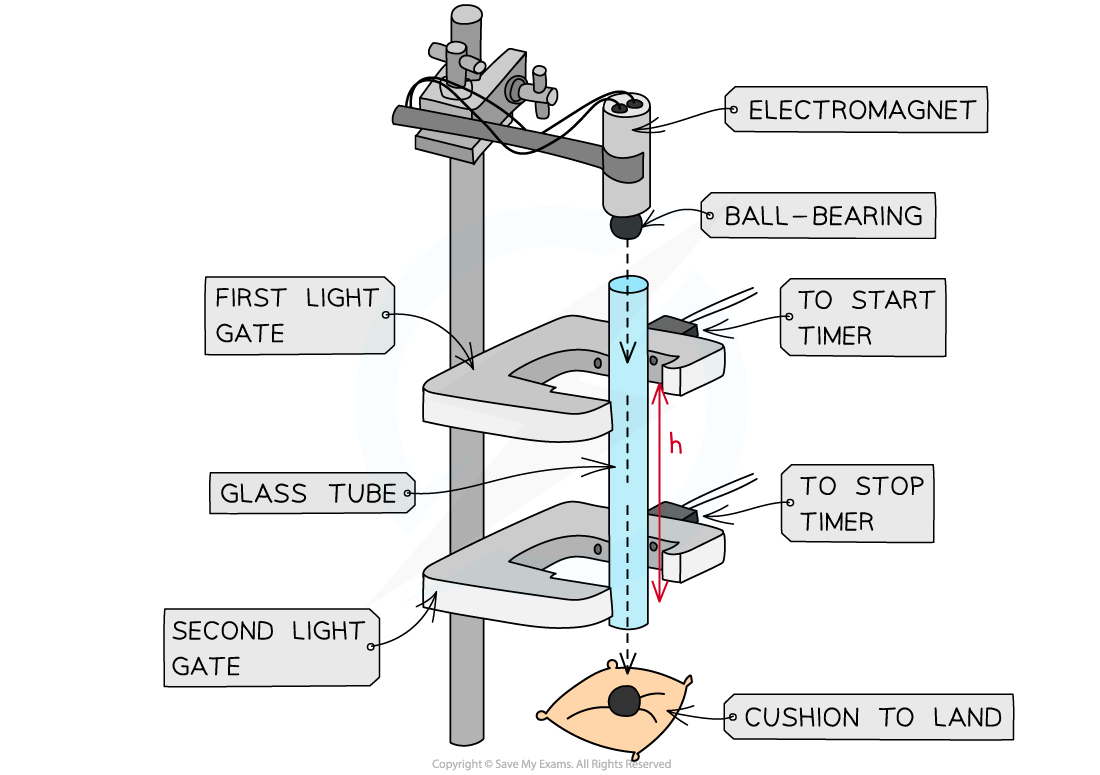 ELECTROMAGNET
BALL-BEARING
FIRST LIGHT
GATE
TO START
TIMER
h
GLASS TUBE
TO STOP
TIMER
SECOND LIGHT
GATE
CUSHION TO LAND
Copyright © Save My Exams. All Rights Reserved